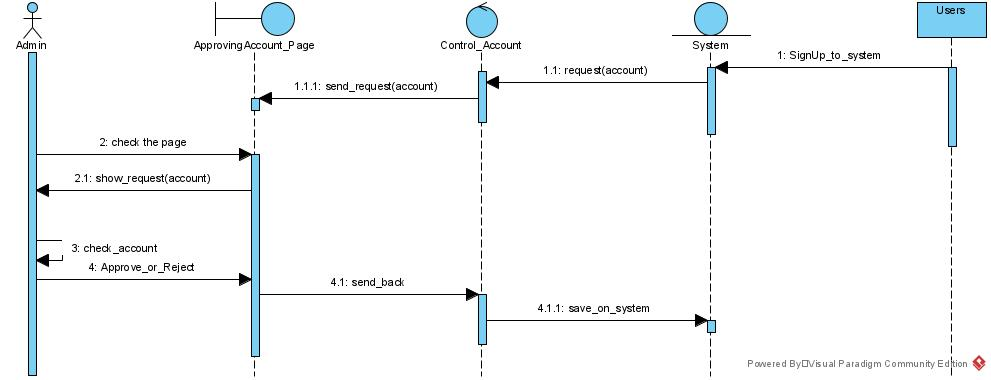 Users
Admin
ApprovingAccount_Page
Control_Account
System
1: SignUp_to_system
1.1: request(account)
1.1.1: send_request(account)
2: check the page
2.1: show_request(account)
3: check_account
4: Approve_or_Reject
4.1: send_back
4.1.1: save_on_system
Powered By□Visual Paradigm Community Edition